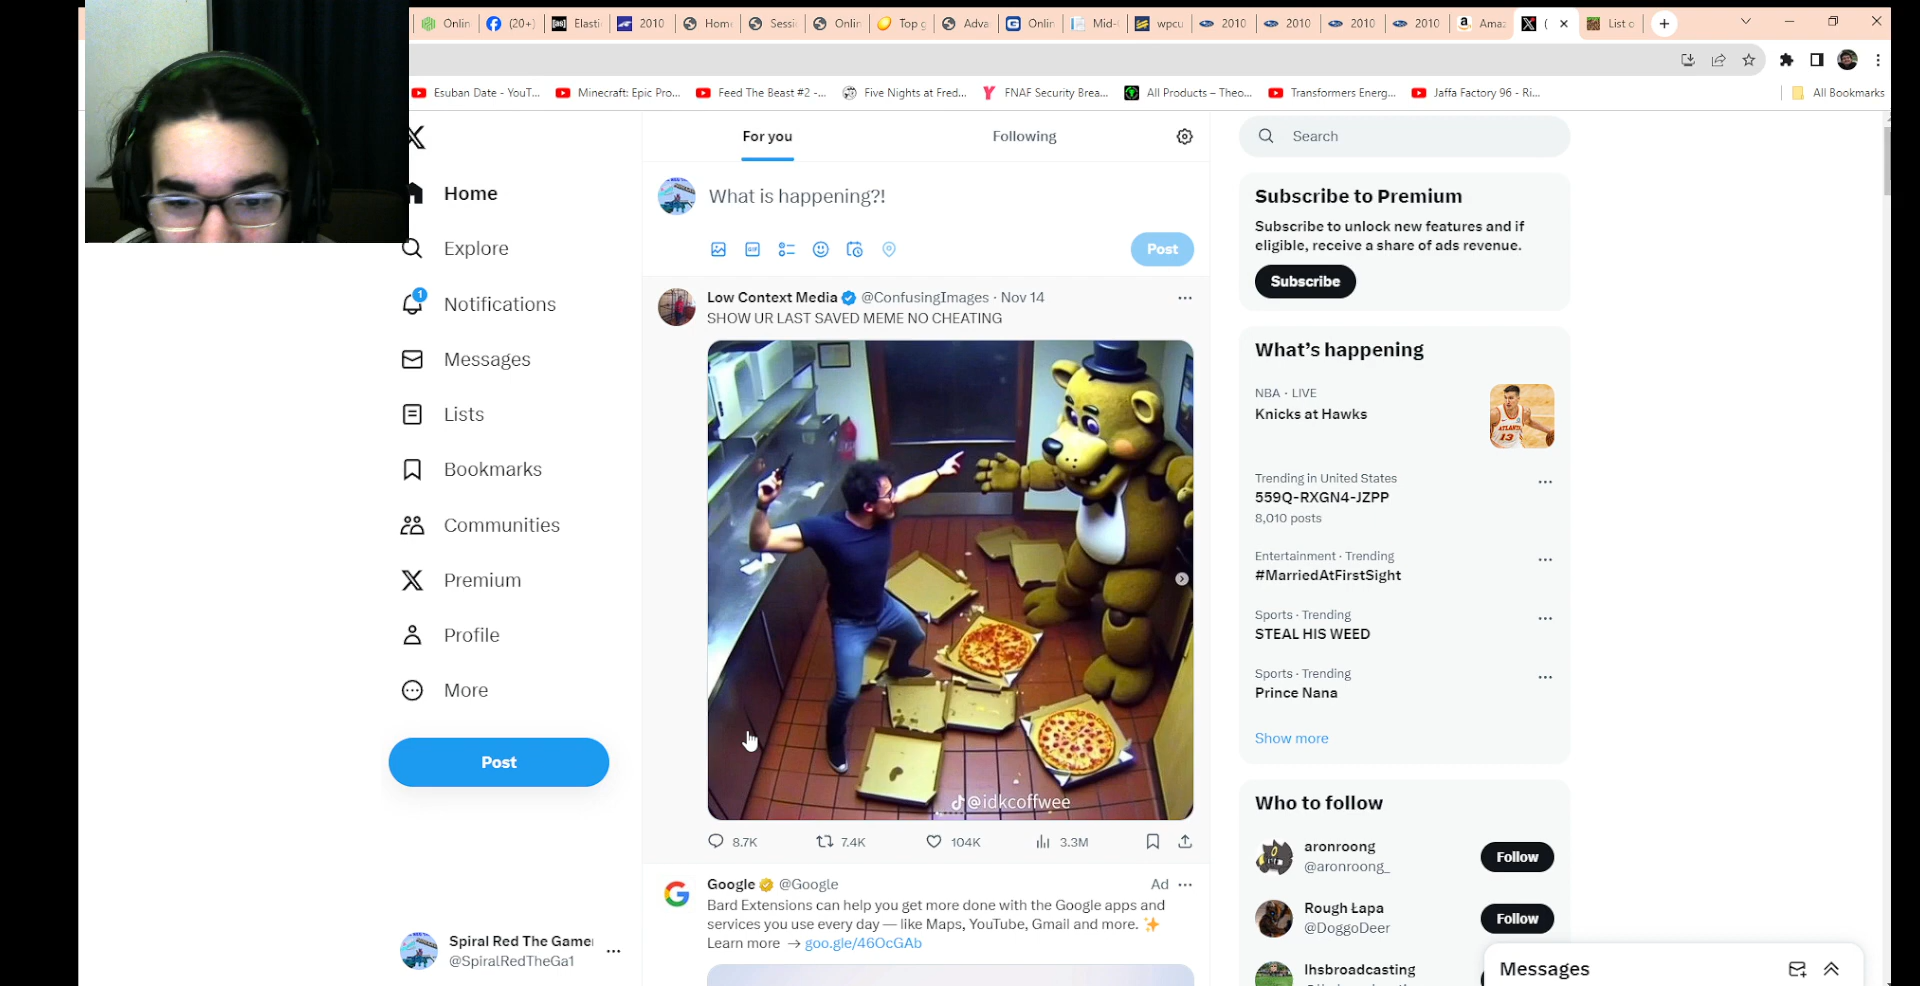 Onlin
(20+)
Elasti
2010
Home
Sessi
Onlin
Top g
Adva
Onlin
Mid-
wpcu
2010
2010
2010
2010
Amaz
(
List o
Esuban Date - YouT...
Minecraft: Epic Pro...
Feed The Beast #2 -...
Five Nights at Fred...
FNAF Security Brea...
All Products – Theo...
Transformers Energ...
Jaffa Factory 96 - Ri...
All Bookmarks
Home
Explore
1
Notifications
Messages
Lists
Bookmarks
Communities
Premium
Profile
More
Post
Spiral Red The Game
@SpiralRedTheGa1
For you
Following
What is happening?!
GIF
Post
Low Context Media @ConfusingImages · Nov 14
SHOW UR LAST SAVED MEME NO CHEATING
@idkcoffwee
8.7K 7.4K 104K 3.3M
Google @Google Ad
Bard Extensions can help you get more done with the Google apps and
services you use every day — like Maps, YouTube, Gmail and more. ✨
Learn more → goo.gle/46OcGAb
Search
Subscribe to Premium
Subscribe to unlock new features and if
eligible, receive a share of ads revenue.
Subscribe
What's happening
NBA · LIVE
Knicks at Hawks
ATLANTA
13
Trending in United States
559Q-RXGN4-JZPP
8,010 posts
Entertainment · Trending
#MarriedAtFirstSight
Sports · Trending
STEAL HIS WEED
Sports · Trending
Prince Nana
Show more
Who to follow
aronroong
@aronroong_
Follow
Rough Łapa
@DoggoDeer
Follow
lhsbroadcasting
Messages